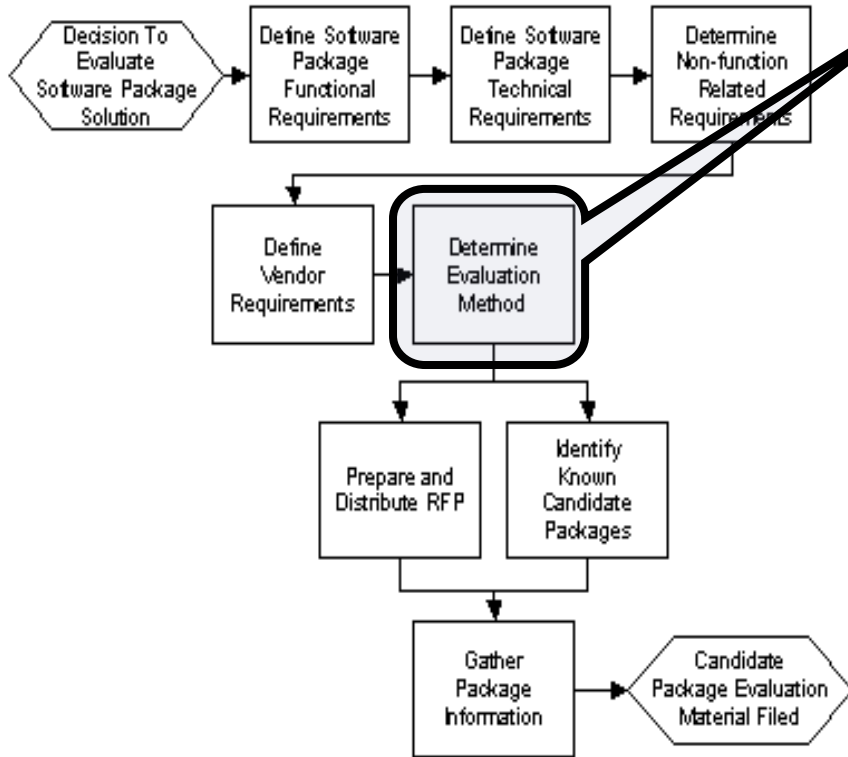 Decision To
Evaluate
Software Package
Solution
Define Software
Package
Functional
Requirements
Define Software
Package
Technical
Requirements
Determine
Non-function
Related
Requirements
Define
Vendor
Requirements
Determine
Evaluation
Method
Prepare and
Distribute RFP
Identify
Known
Candidate
Packages
Gather
Package
Information
Candidate
Package Evaluation
Material Filed